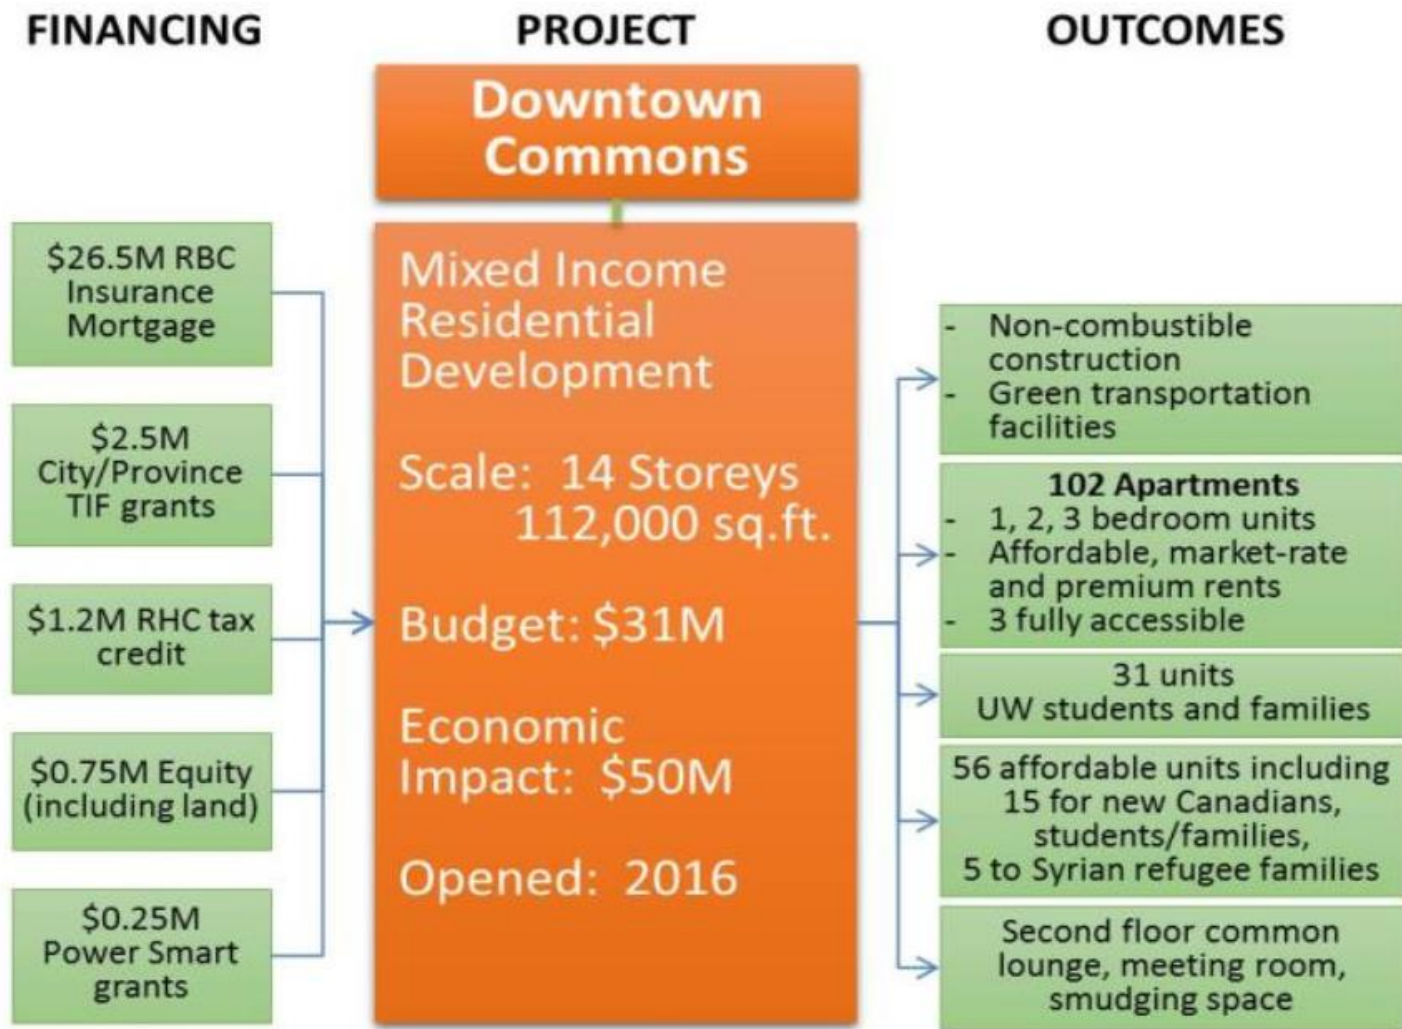 FINANCING
PROJECT
OUTCOMES
Downtown
Commons
$26.5M RBC
Insurance
Mortgage
$2.5M
City/Province
TIF grants
$1.2M RHC tax
credit
$0.75M Equity
(including land)
$0.25M
Power Smart
grants
Mixed Income
Residential
Development
Scale: 14 Storeys
112,000 sq.ft.
Budget: $31M
Economic
Impact: $50M
Opened: 2016
- Non-combustible
construction
- Green transportation
facilities
102 Apartments
- 1, 2, 3 bedroom units
- Affordable, market-rate
and premium rents
- 3 fully accessible
31 units
UW students and families
56 affordable units including
15 for new Canadians,
students/families,
5 to Syrian refugee families
Second floor common
lounge, meeting room,
smudging space